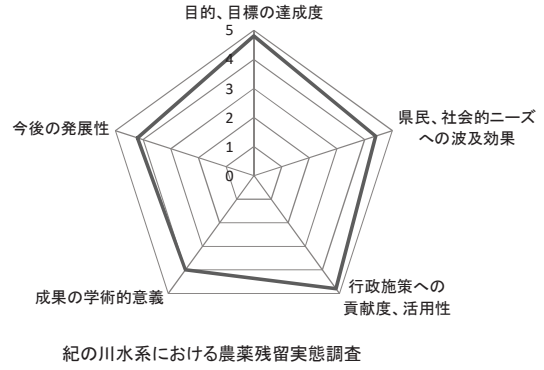 目的、目標の達成度
5
4
3
2
1
0
県民、社会的ニーズ
への波及効果
今後の発展性
行政施策への
貢献度、活用性
成果の学術的意義
紀の川水系における農薬残留実態調査